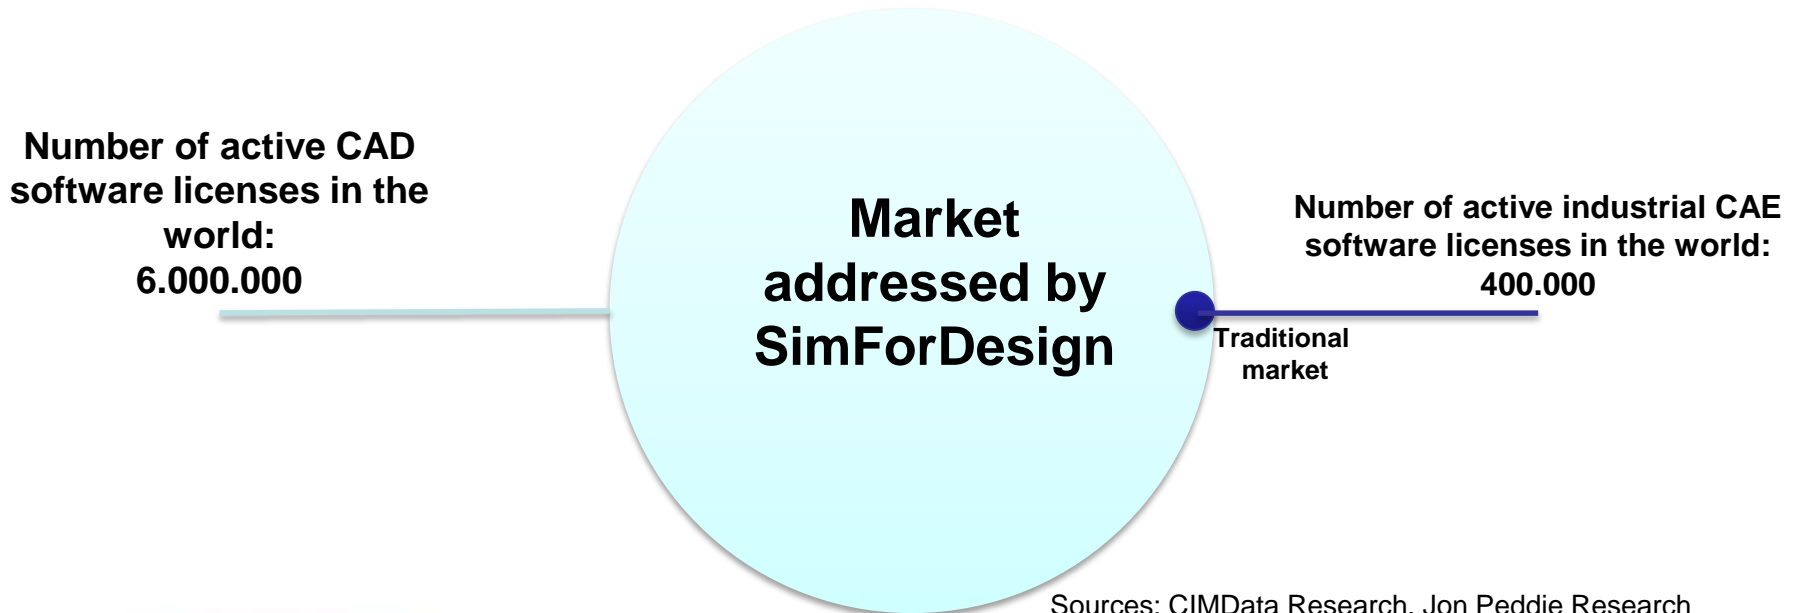 Number of active CAD
software licenses in the
world:
6.000.000
Market
addressed by
SimForDesign
Number of active industrial CAE
software licenses in the world:
400.000
Traditional
market
Sources: CIMData Research, Jon Peddie Research